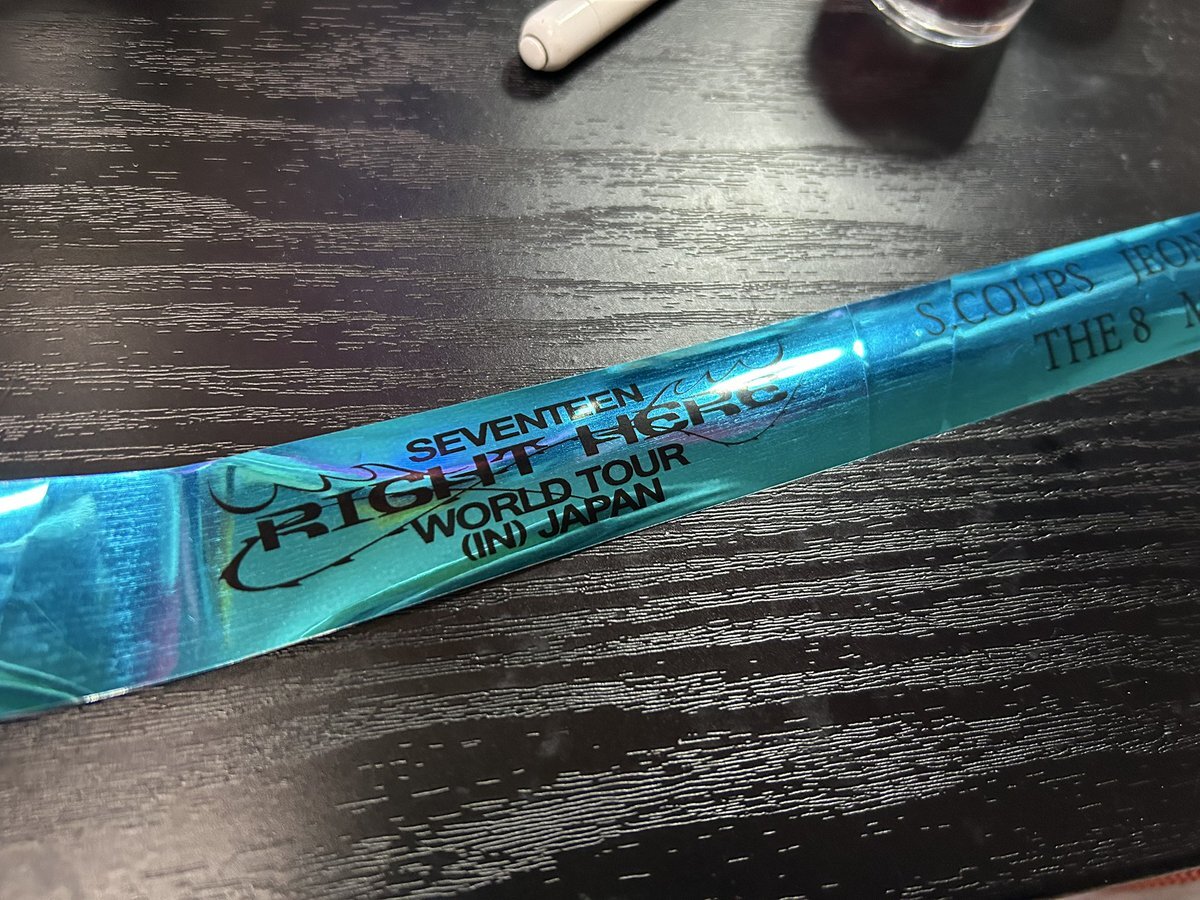 SEVENTEEN
RIGHT HERE
WORLD TOUR
(IN) JAPAN
S.COUPS
THE 8